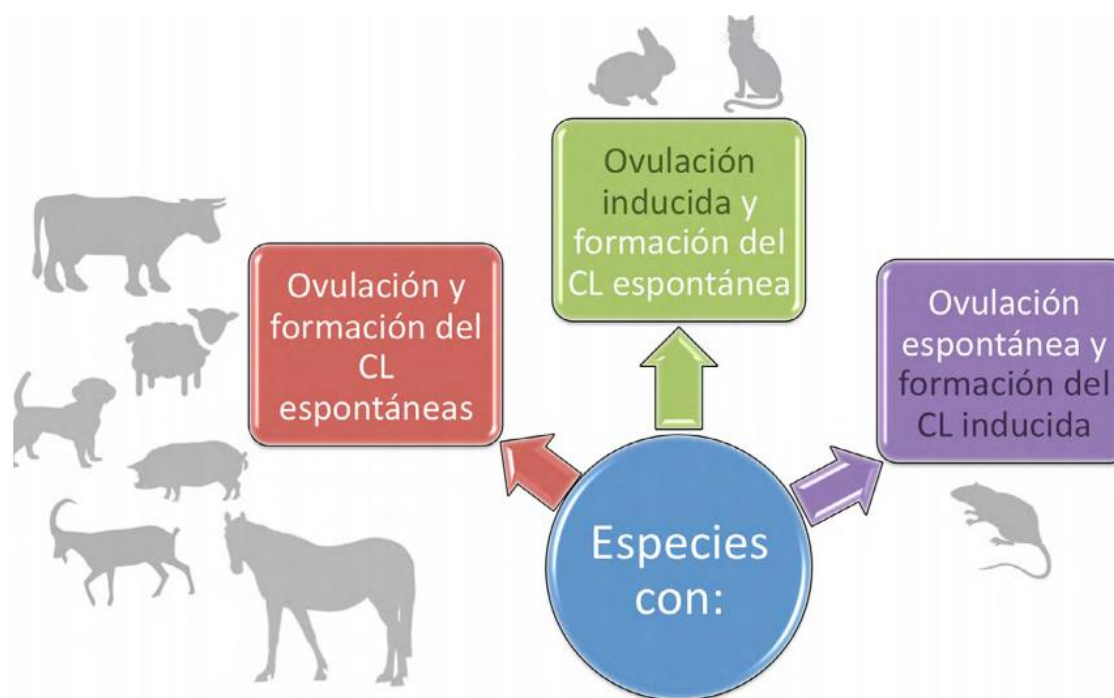 Ovulación
inducida y
formación del
CL espontánea
Ovulación y
formación del
CL
espontáneas
Ovulación
espontánea y
formación del
CL inducida
Especies
con: